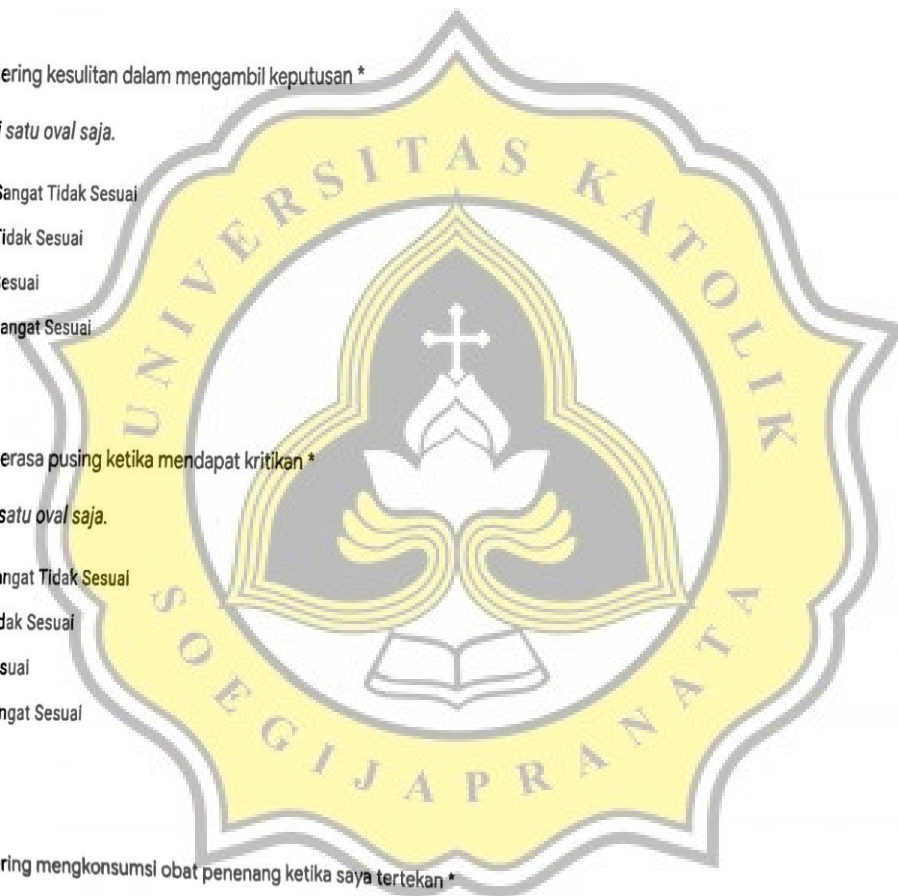 ering kesulitan dalam mengambil keputusan *
satu oval saja.
Sangat Tidak Sesuai
Tidak Sesuai
esuai
angat Sesuai
erasa pusing ketika mendapat kritikan *
satu oval saja.
angat Tidak Sesuai
dak Sesuai
suai
ngat Sesuai
ring mengkonsumsi obat penenang ketika saya tertekan *
UNIVERSITAS KATOLIK
SOEGIJAPRANATA